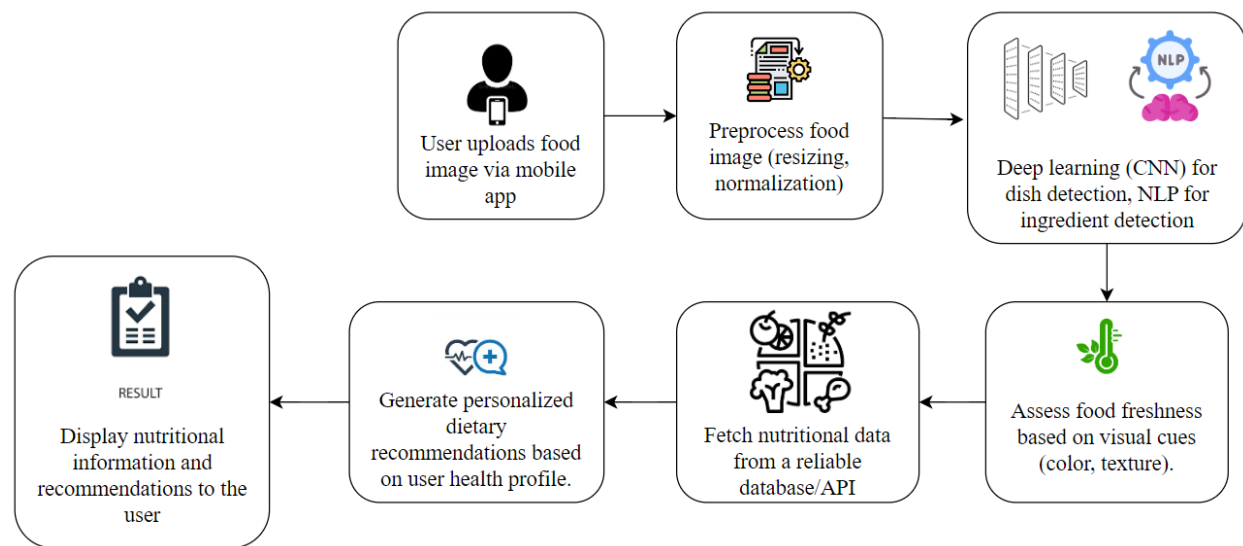 User uploads food
image via mobile
app
Preprocess food
image (resizing,
normalization)
NLP
Deep learning (CNN) for
dish detection, NLP for
ingredient detection
Assess food freshness
based on visual cues
(color, texture).
Fetch nutritional data
from a reliable
database/API
Generate personalized
dietary
recommendations based
on user health profile.
RESULT
Display nutritional
information and
recommendations to the
user